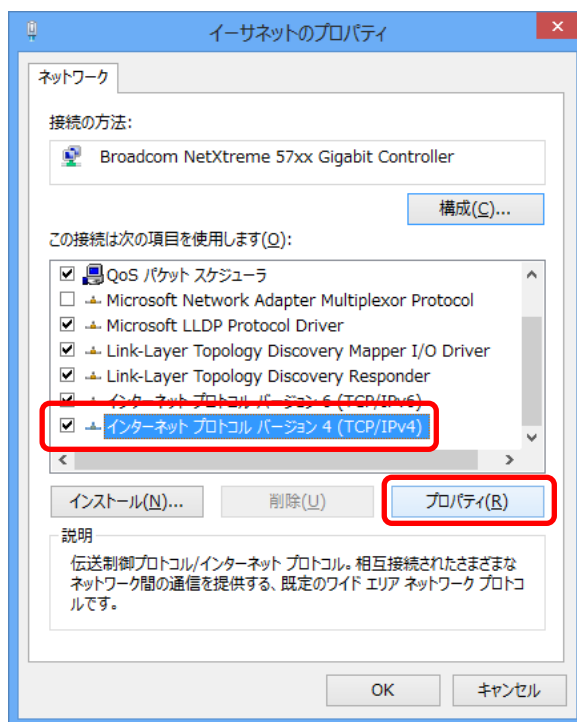 イーサネットのプロパティ
ネットワーク
接続の方法:
Broadcom NetXtreme 57xx Gigabit Controller
構成(C)...
この接続は次の項目を使用します(O):
QoS パケット スケジューラ
Microsoft Network Adapter Multiplexor Protocol
Microsoft LLDP Protocol Driver
Link-Layer Topology Discovery Mapper I/O Driver
Link-Layer Topology Discovery Responder
インターネット プロトコル バージョン 6 (TCP/IPv6)
インターネット プロトコル バージョン 4 (TCP/IPv4)
インストール(N)...
削除(U)
プロパティ(R)
説明
伝送制御プロトコル/インターネット プロトコル。相互接続されたさまざまな
ネットワーク間の通信を提供する、既定のワイド エリア ネットワーク プロトコ
ルです。
OK
キャンセル